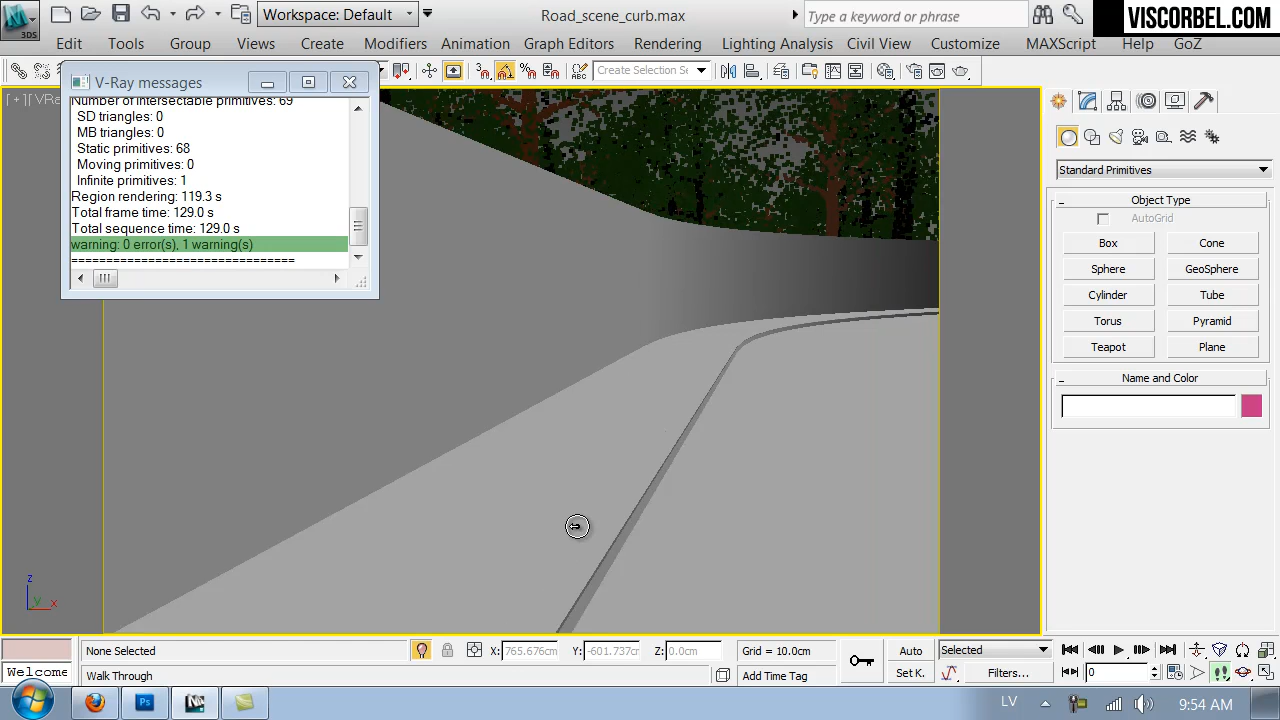 3DS
Workspace: Default
Road_scene_curb.max
Type a keyword or phrase
VISCORBEL.COM
Edit Tools Group Views Create Modifiers Animation Graph Editors Rendering Lighting Analysis Civil View Customize MAXScript Help GoZ
V-Ray messages
Create Selection Se
[+][VRa
Number of intersectable primitives: 69
SD triangles: 0
MB triangles: 0
Static primitives: 68
Moving primitives: 0
Infinite primitives: 1
Region rendering: 119.3 s
Total frame time: 129.0 s
Total sequence time: 129.0 s
warning: 0 error(s), 1 warning(s)
==============================
Standard Primitives
Object Type
AutoGrid
Box Cone
Sphere GeoSphere
Cylinder Tube
Torus Pyramid
Teapot Plane
Name and Color
z
y x
None Selected X: 765.676cm Y: -601.737cm Z: 0.0cm Grid = 10.0cm Auto Selected
Welcome Walk Through Add Time Tag Set K. Filters... 0
LV 9:54 AM